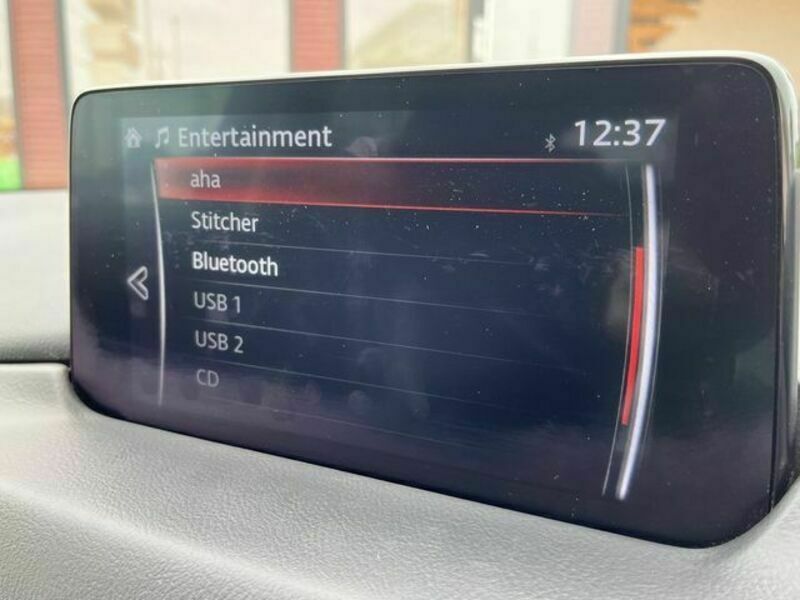 Entertainment 12:37
aha
Stitcher
Bluetooth
USB 1
USB 2
CD